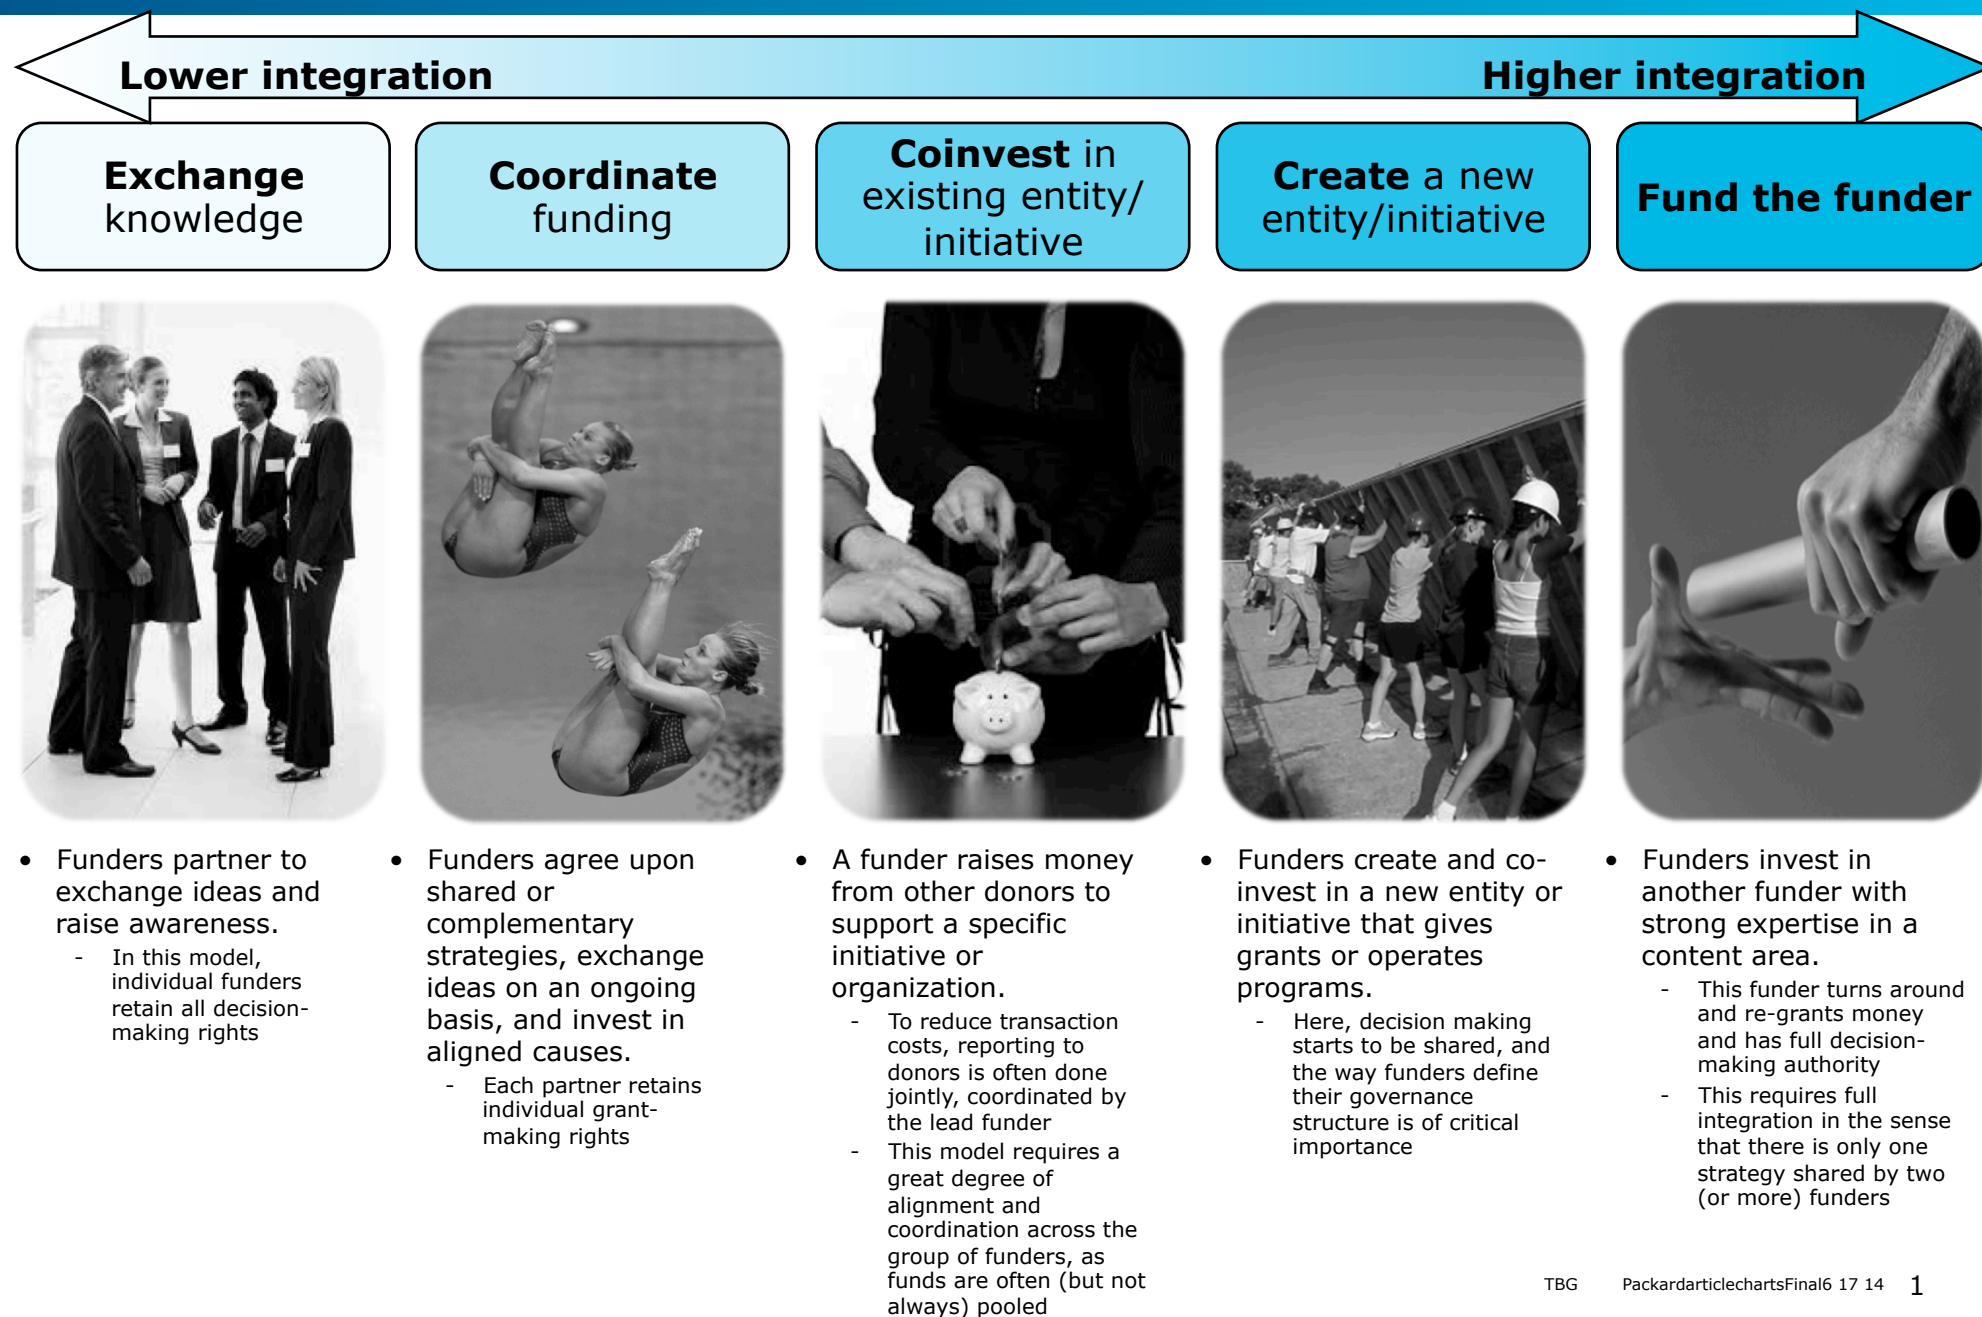 Lower integration
Higher integration
Exchange
knowledge
Coordinate
funding
Coinvest in
existing entity/
initiative
Create a new
entity/initiative
Fund the funder
• Funders partner to
exchange ideas and
raise awareness.
- In this model,
individual funders
retain all decision-
making rights
• Funders agree upon
shared or
complementary
strategies, exchange
ideas on an ongoing
basis, and invest in
aligned causes.
- Each partner retains
individual grant-
making rights
• A funder raises money
from other donors to
support a specific
initiative or
organization.
- To reduce transaction
costs, reporting to
donors is often done
jointly, coordinated by
the lead funder
- This model requires a
great degree of
alignment and
coordination across the
group of funders, as
funds are often (but not
always) pooled
• Funders create and co-
invest in a new entity or
initiative that gives
grants or operates
programs.
- Here, decision making
starts to be shared, and
the way funders define
their governance
structure is of critical
importance
• Funders invest in
another funder with
strong expertise in a
content area.
- This funder turns around
and re-grants money
and has full decision-
making authority
- This requires full
integration in the sense
that there is only one
strategy shared by two
(or more) funders
TBG PackardarticlechartsFinal6 17 14 1